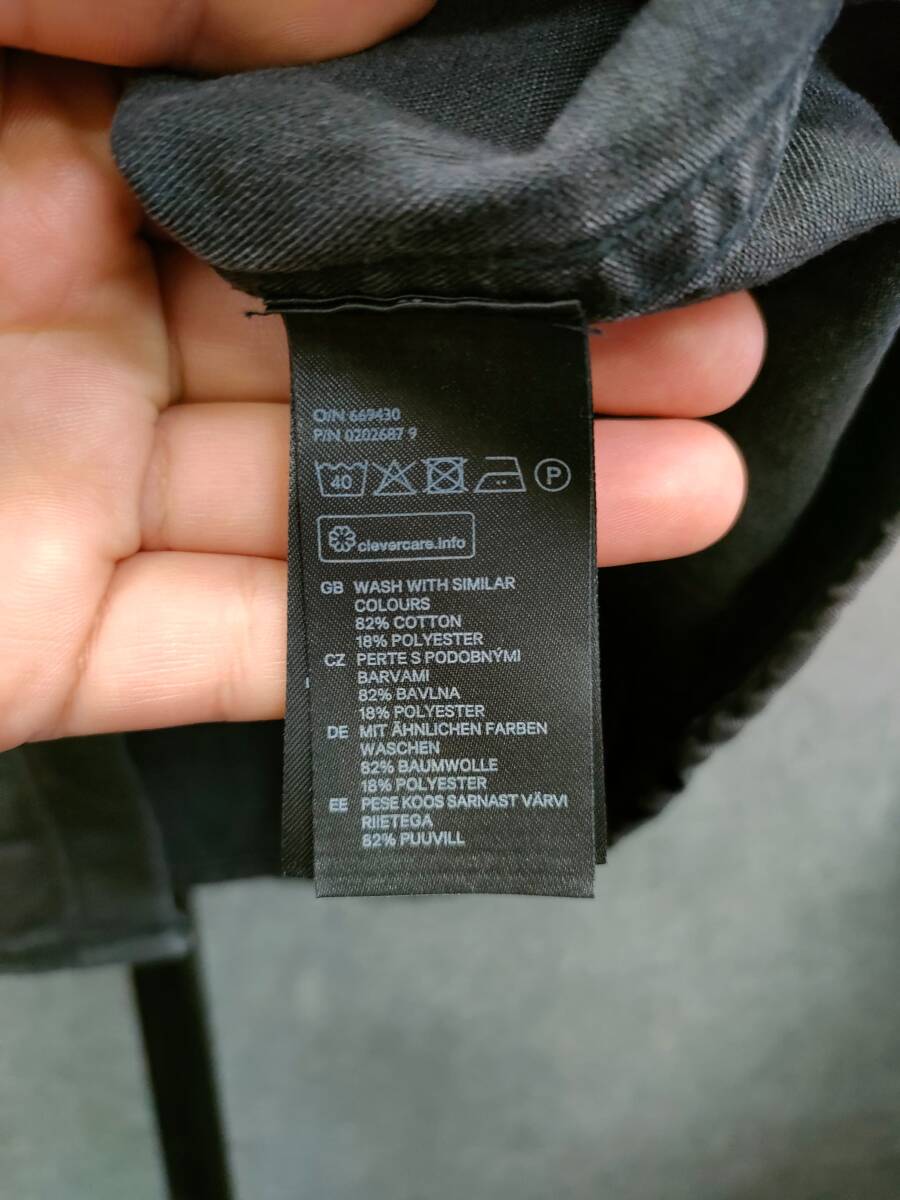 O/N 669430
P/N 0202687 9
40 P
clevercare.info
GB WASH WITH SIMILAR
COLOURS
82% COTTON
18% POLYESTER
CZ PERTE S PODOBNÝMI
BARVAMI
82% BAVLNA
18% POLYESTER
DE MIT ÄHNLICHEN FARBEN
WASCHEN
82% BAUMWOLLE
18% POLYESTER
EE PESE KOOS SARNAST VÄRVI
RIIETEGA
82% PUUVILL